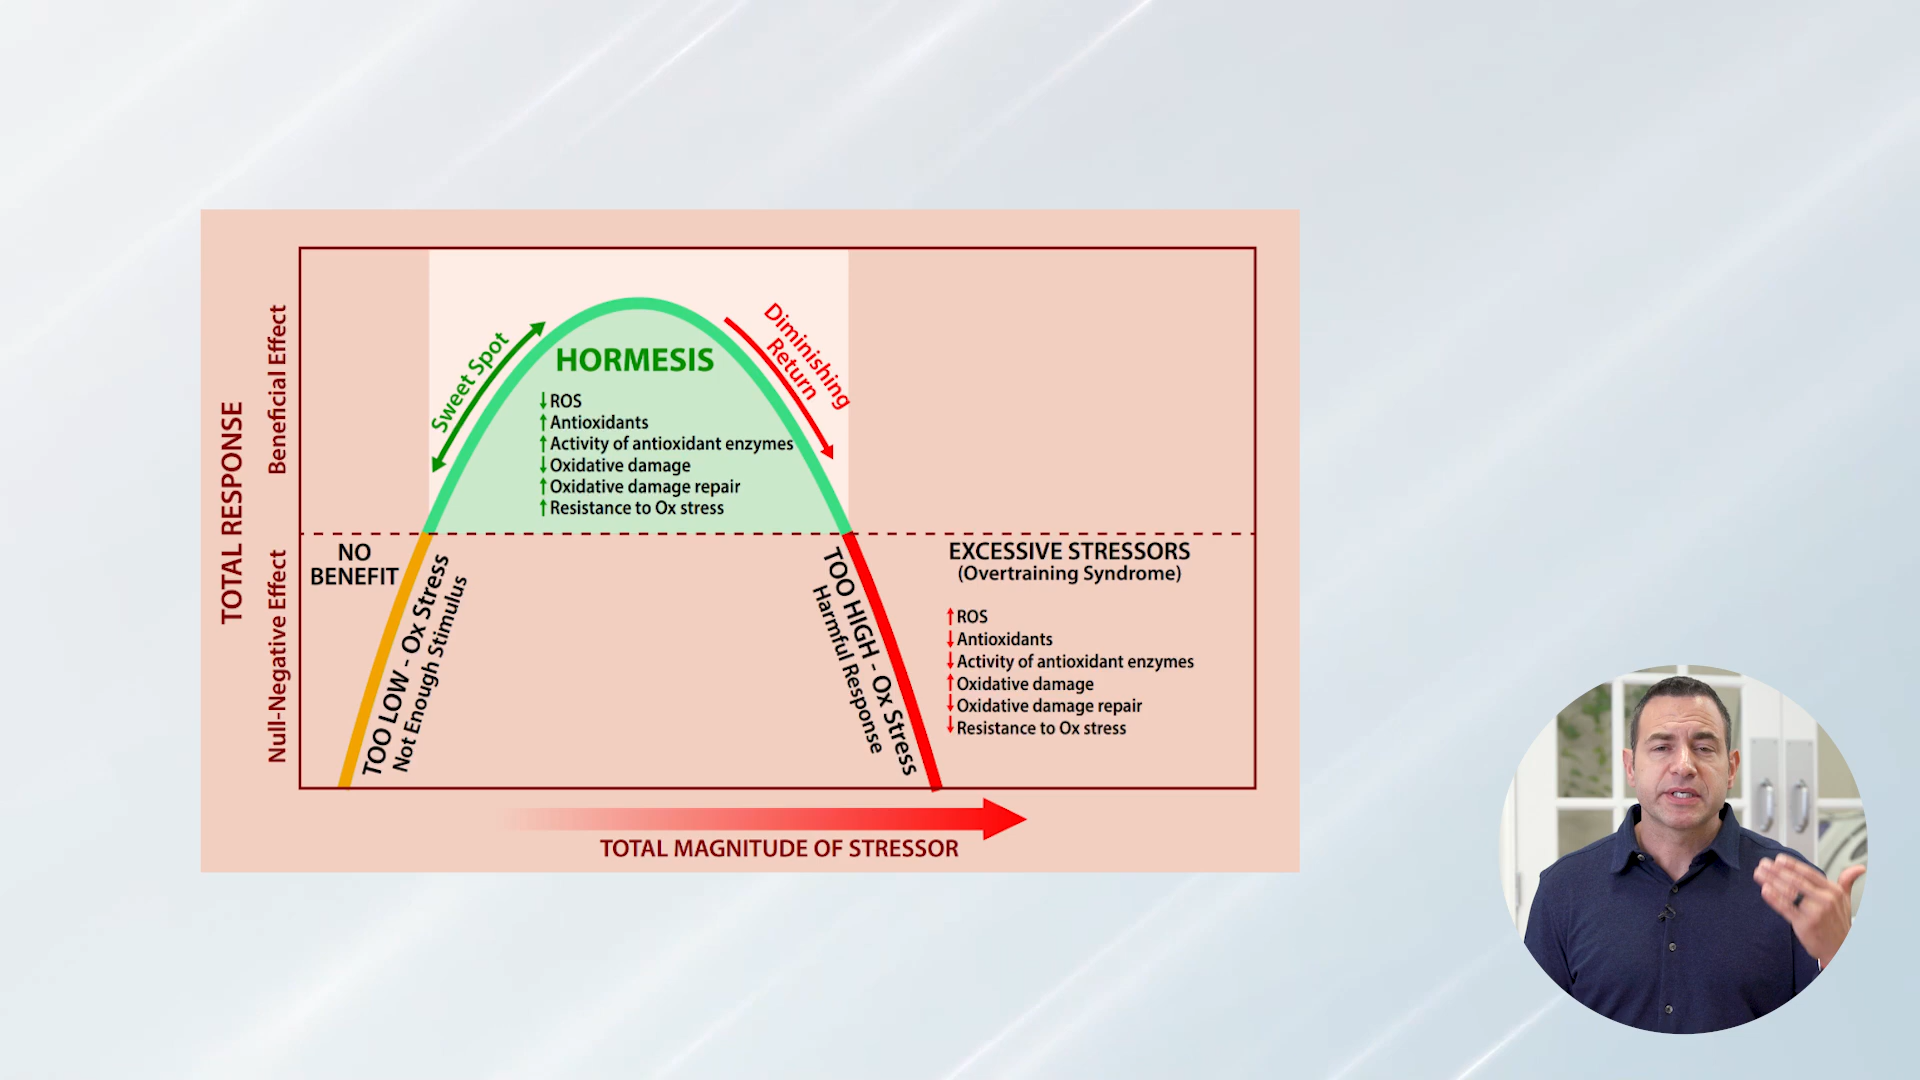 TOTAL RESPONSE
Beneficial Effect
Null-Negative Effect
Sweet Spot
Diminishing
Return
HORMESIS
↓ROS
↑Antioxidants
↑Activity of antioxidant enzymes
↓Oxidative damage
↑Oxidative damage repair
↑Resistance to Ox stress
NO
BENEFIT
TOO LOW - Ox Stress
Not Enough Stimulus
TOO HIGH - Ox Stress
Harmful Response
EXCESSIVE STRESSORS
(Overtraining Syndrome)
↑ROS
↓Antioxidants
↓Activity of antioxidant enzymes
↑Oxidative damage
↓Oxidative damage repair
↓Resistance to Ox stress
TOTAL MAGNITUDE OF STRESSOR